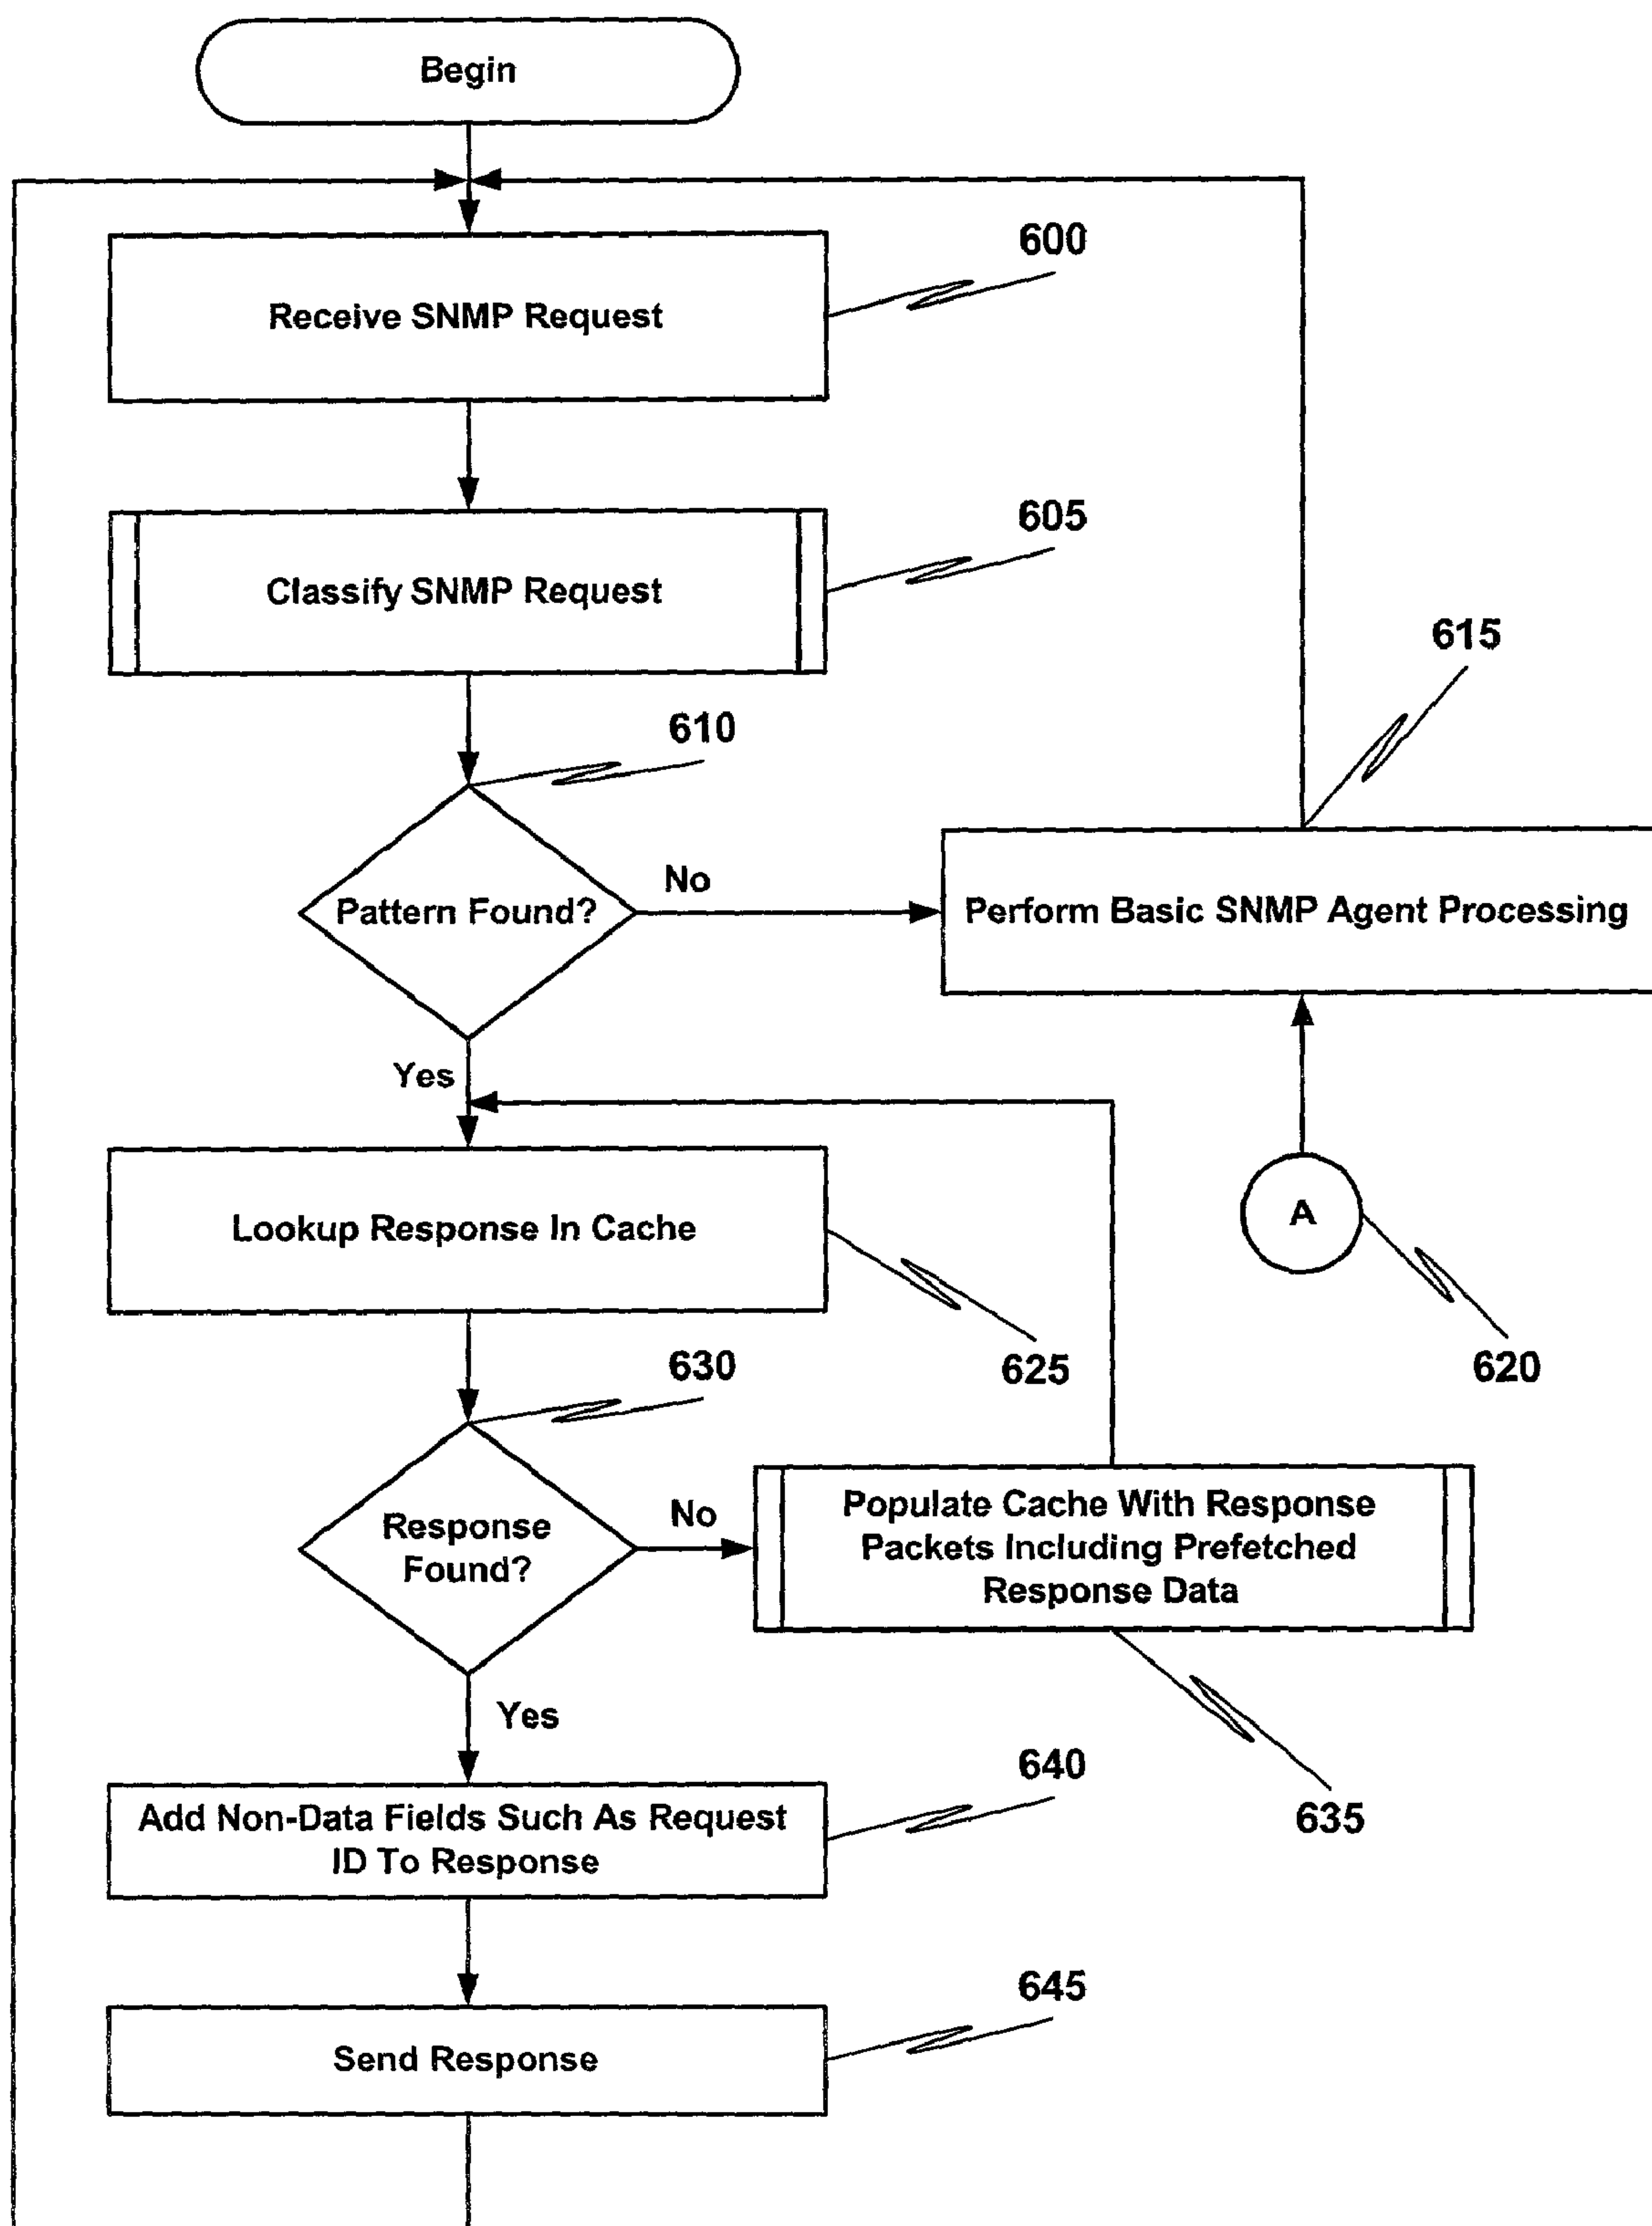 Begin
600
Receive SNMP Request
605
Classify SNMP Request
615
610
Pattern Found?
No
Perform Basic SNMP Agent Processing
Yes
Lookup Response In Cache
A
625
620
630
Response
Found?
No
Populate Cache With Response
Packets Including Prefetched
Response Data
Yes
640
635
Add Non-Data Fields Such As Request
ID To Response
645
Send Response